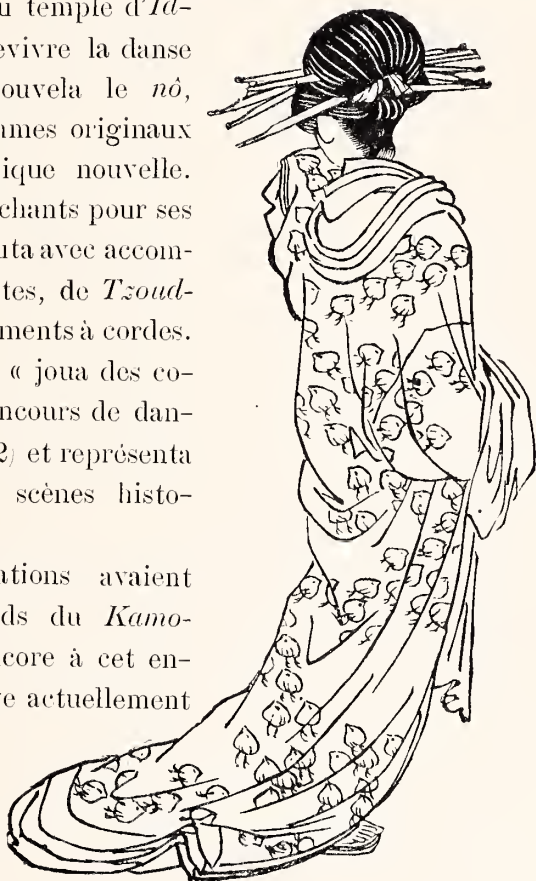 u temple d'Id-
evivre la danse
ouvela le nô,
ames originaux
ique nouvelle.
chants pour ses
uta avec accom-
tes, de Tzoud-
ments à cordes.
« joua des co-
ncours de dan-
2) et représenta
scènes histo-
ations avaient
ds du Kamo-
core à cet en-
ve actuellement